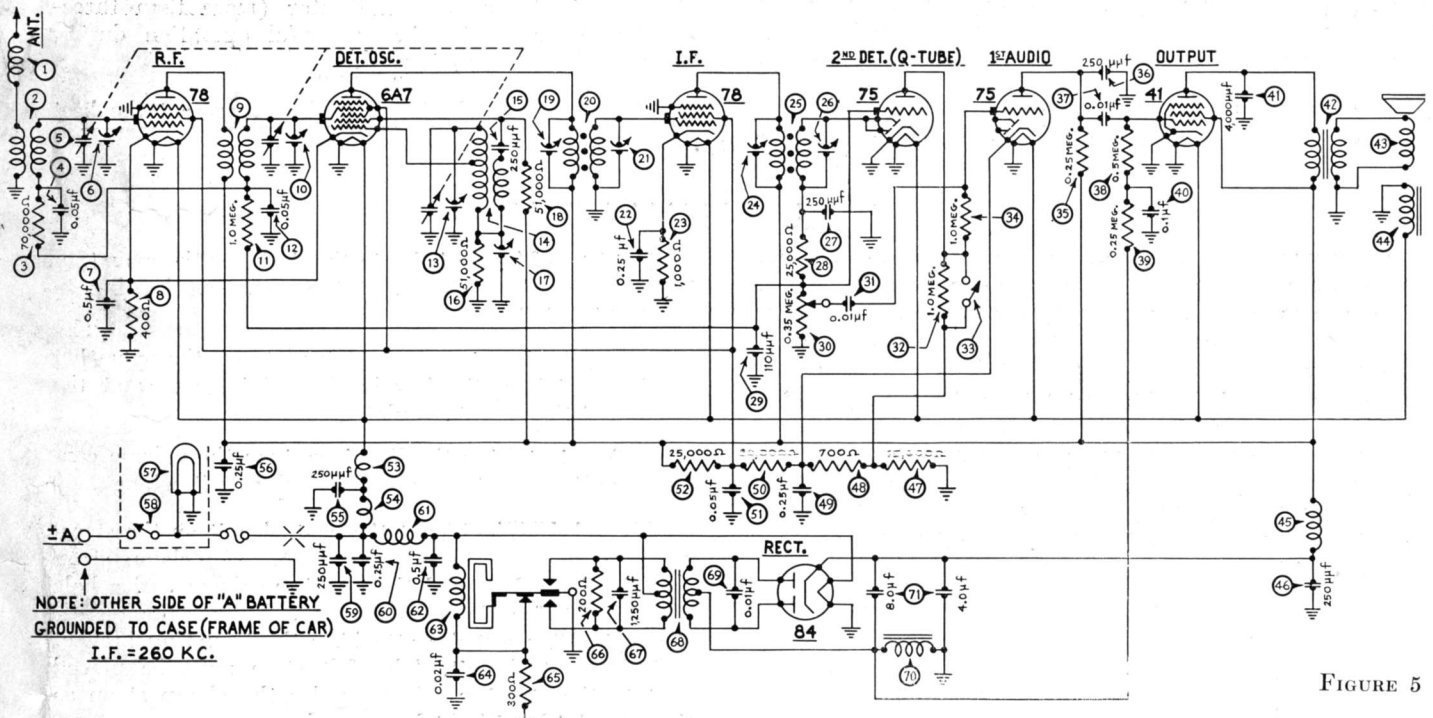 ANT.
R.F.
DET. OSC.
I.F.
2ND DET. (Q-TUBE)
1ST AUDIO
OUTPUT
78
6A7
78
75
75
41
1
2
5
4
6
0.05µf
70,000Ω
3
7
0.5µf
8
400Ω
9
10
1.0 MEG.
0.05µf
11
12
13
15
250µµf
14
51,000Ω
18
51,000Ω
16
17
19
20
21
22
0.25 µf
23
1,000Ω
24
25
26
250 µµf
27
25,000Ω
28
0.35 MEG.
31
0.01µf
30
110µµf
29
1.0 MEG.
32
33
1.0 MEG.
34
0.25 MEG.
35
250 µµf
36
37
0.01µf
0.5 MEG.
38
40
0.1µf
0.25 MEG.
39
41
4,000µµf
42
43
44
57
58
±A
0.25µf
56
53
250µµf
55
54
61
250µµf
59
0.25µf
60
0.5µf
62
25,000Ω
52
0.05µf
51
50
700Ω
48
47
0.25µf
49
63
0.02µf
64
300Ω
65
200Ω
66
1,250µµf
67
68
69
0.01µf
RECT.
84
8.0µf
71
4.0µf
70
45
46
250µµf
NOTE: OTHER SIDE OF "A" BATTERY
GROUNDED TO CASE (FRAME OF CAR)
I.F. = 260 KC.
FIGURE 5